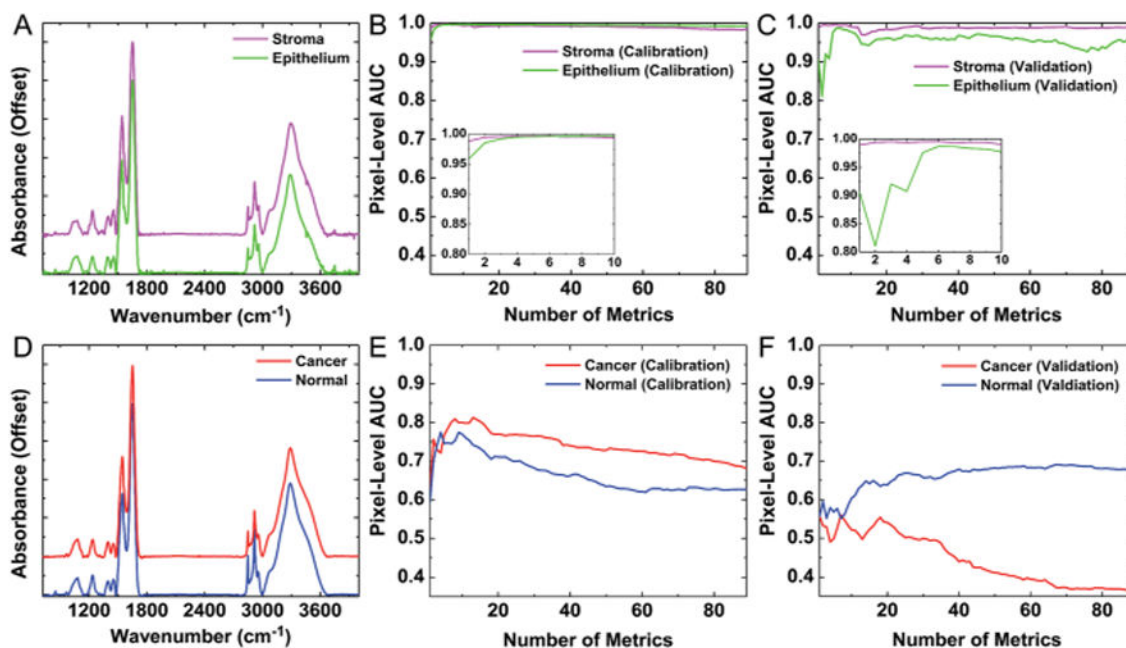 A
Stroma
Epithelium
Absorbance (Offset)
1200 1800 2400 3000 3600
Wavenumber (cm-1)
B
Stroma (Calibration)
Epithelium (Calibration)
Pixel-Level AUC
1.0
0.9
0.8
0.7
0.6
0.5
0.4
1.00
0.95
0.90
0.85
0.80
2 4 6 8 10
20 40 60 80
Number of Metrics
C
Stroma (Validation)
Epithelium (Validation)
Pixel-Level AUC
1.0
0.9
0.8
0.7
0.6
0.5
0.4
1.00
0.95
0.90
0.85
0.80
2 4 6 8 10
20 40 60 80
Number of Metrics
D
Cancer
Normal
Absorbance (Offset)
1200 1800 2400 3000 3600
Wavenumber (cm-1)
E
Cancer (Calibration)
Normal (Calibration)
Pixel-Level AUC
1.0
0.9
0.8
0.7
0.6
0.5
0.4
20 40 60 80
Number of Metrics
F
Cancer (Validation)
Normal (Valdiation)
Pixel-Level AUC
1.0
0.9
0.8
0.7
0.6
0.5
0.4
20 40 60 80
Number of Metrics